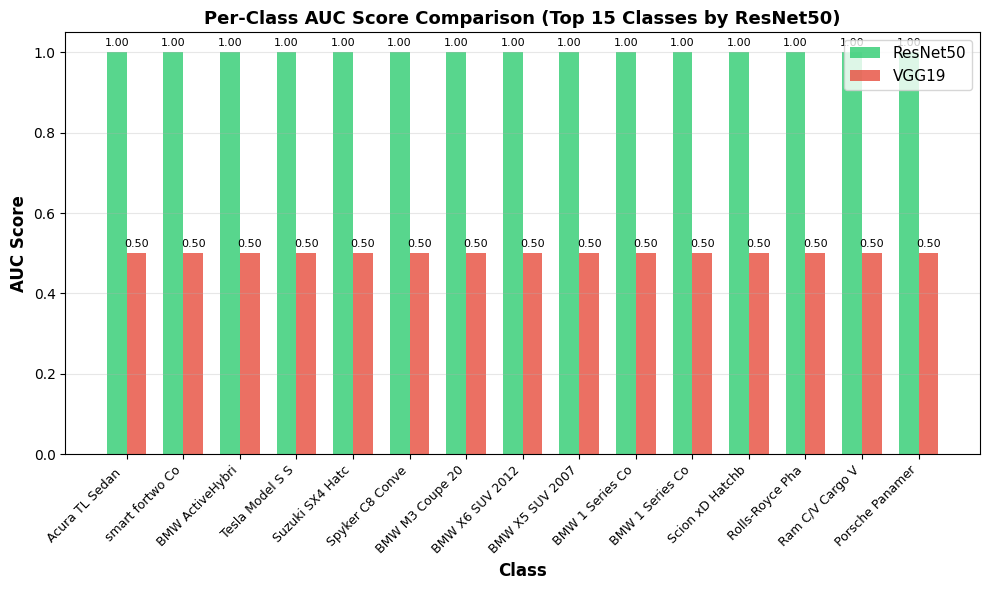 Per-Class AUC Score Comparison (Top 15 Classes by ResNet50)
1.00 1.00 1.00 1.00 1.00 1.00 1.00 1.00 1.00 1.00 1.00 1.00 1.00 1.00 1.00
ResNet50
VGG19
0.50 0.50 0.50 0.50 0.50 0.50 0.50 0.50 0.50 0.50 0.50 0.50 0.50 0.50 0.50
AUC Score
1.0
0.8
0.6
0.4
0.2
0.0
Acura TL Sedan
smart fortwo Co
BMW ActiveHybri
Tesla Model S S
Suzuki SX4 Hatc
Spyker C8 Conve
BMW M3 Coupe 20
BMW X6 SUV 2012
BMW X5 SUV 2007
BMW 1 Series Co
BMW 1 Series Co
Scion xD Hatchb
Rolls-Royce Pha
Ram C/V Cargo V
Porsche Panamer
Class